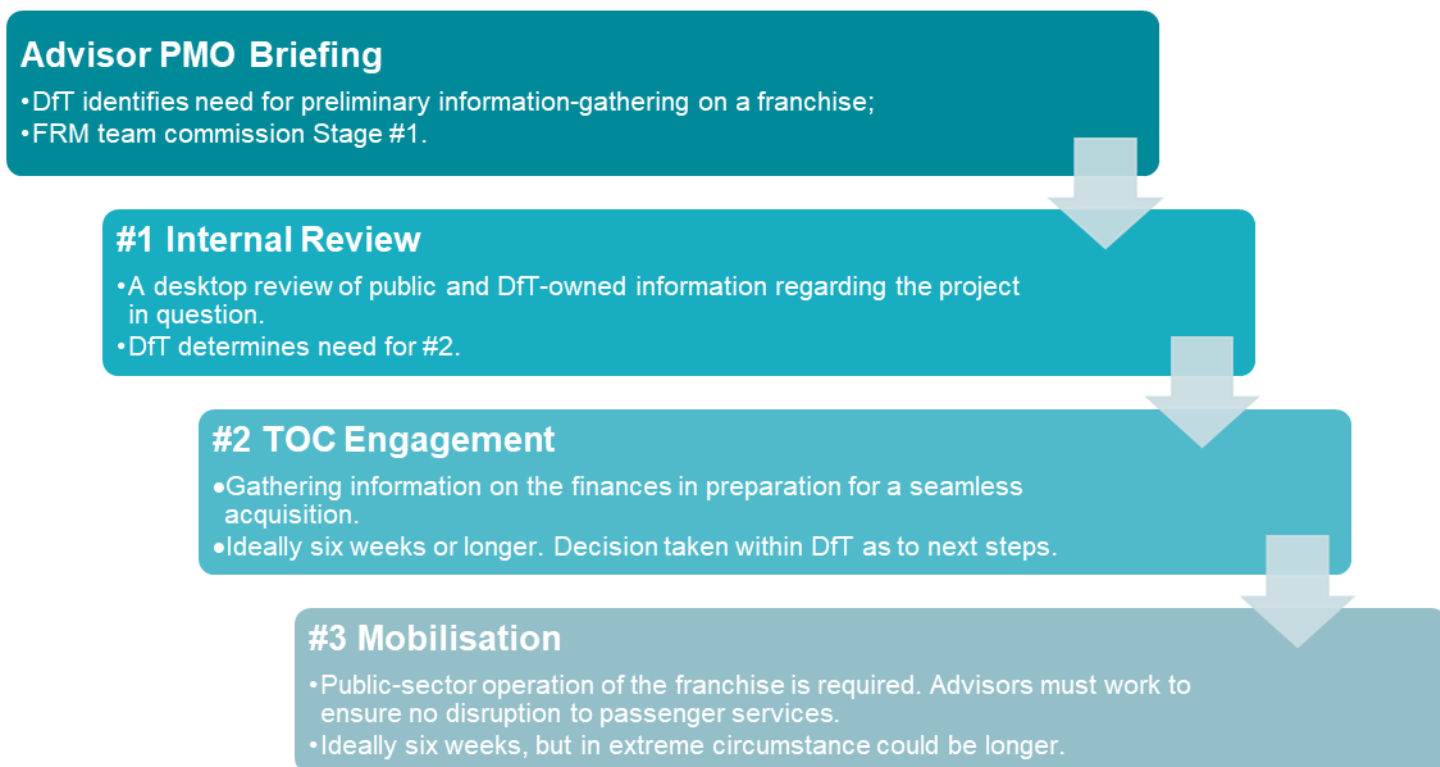 Advisor PMO Briefing
•DfT identifies need for preliminary information-gathering on a franchise;
•FRM team commission Stage #1.
#1 Internal Review
•A desktop review of public and DfT-owned information regarding the project
in question.
•DfT determines need for #2.
#2 TOC Engagement
•Gathering information on the finances in preparation for a seamless
acquisition.
•Ideally six weeks or longer. Decision taken within DfT as to next steps.
#3 Mobilisation
•Public-sector operation of the franchise is required. Advisors must work to
ensure no disruption to passenger services.
•Ideally six weeks, but in extreme circumstance could be longer.